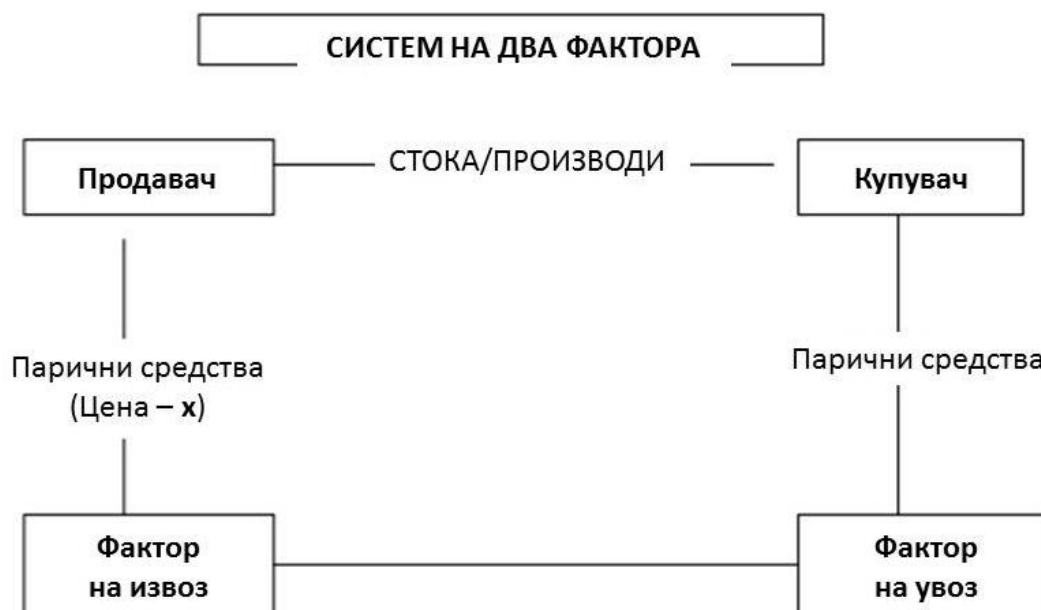 СИСТЕМ НА ДВА ФАКТОРА
Продавач
СТОКА/ПРОИЗВОДИ
Купувач
Парични средства
(Цена – x)
Парични средства
Фактор
на извоз
Фактор
на увоз